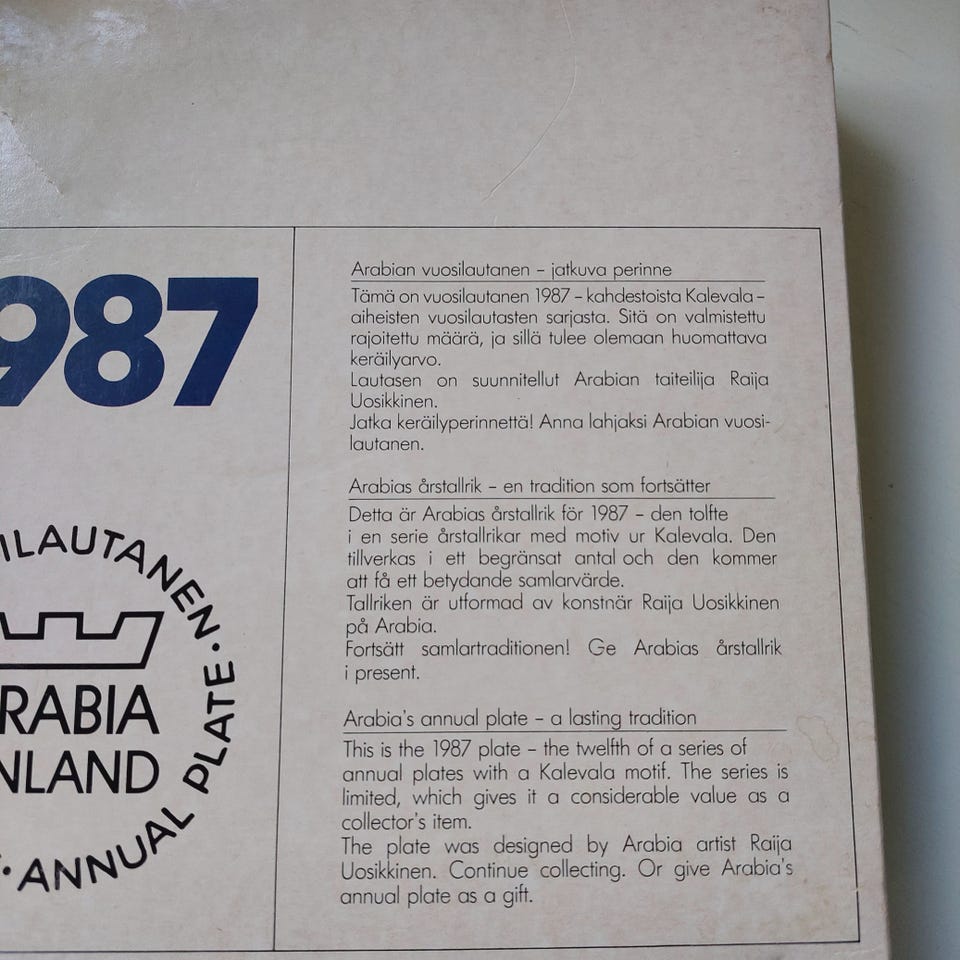 987
ILAUTANEN · ANNUAL PLATE ·
RABIA
NLAND
Arabian vuosilautanen – jatkuva perinne
Tämä on vuosilautanen 1987 – kahdestoista Kalevala–
aiheisten vuosilautasten sarjasta. Sitä on valmistettu
rajoitettu määrä, ja sillä tulee olemaan huomattava
keräilyarvo.
Lautasen on suunnitellut Arabian taiteilija Raija
Uosikkinen.
Jatka keräilyperinnettä! Anna lahjaksi Arabian vuosi-
lautanen.
Arabias årstallrik – en tradition som fortsätter
Detta är Arabias årstallrik för 1987 – den tolfte
i en serie årstallrikar med motiv ur Kalevala. Den
tillverkas i ett begränsat antal och den kommer
att få ett betydande samlarvärde.
Tallriken är utformad av konstnär Raija Uosikkinen
på Arabia.
Fortsätt samlartraditionen! Ge Arabias årstallrik
i present.
Arabia's annual plate – a lasting tradition
This is the 1987 plate – the twelfth of a series of
annual plates with a Kalevala motif. The series is
limited, which gives it a considerable value as a
collector's item.
The plate was designed by Arabia artist Raija
Uosikkinen. Continue collecting. Or give Arabia's
annual plate as a gift.